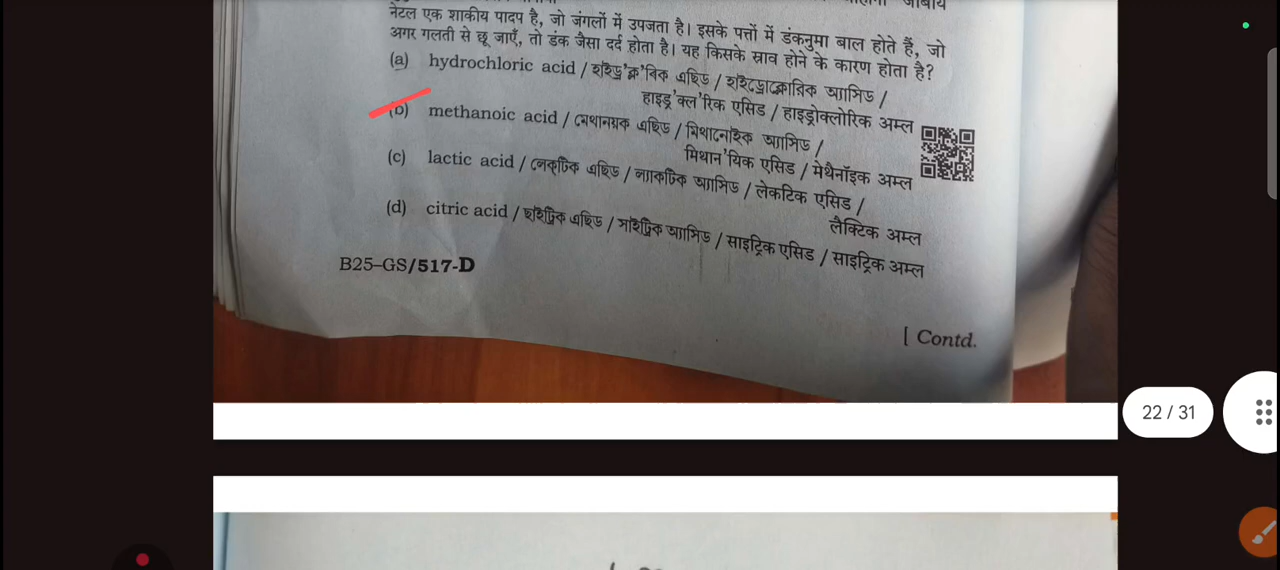 नेटल एक शाकीय पादप है, जो जंगलों में उपजता है। इसके पत्तों में डंकनुमा बाल होते हैं, जो
अगर गलती से छू जाएँ, तो डंक जैसा दर्द होता है। यह किसके स्राव होने के कारण होता है?
(a) hydrochloric acid / হাইড্ৰ'ক্ল'ৰিক এছিড / হাইড্রোক্লোরিক অ্যাসিড /
हाइड्र'क्ल'रिक एसिड / हाइड्रोक्लोरिक अम्ल
(b) methanoic acid / মেথানয়িক এছিড / মিথানোইক অ্যাসিড /
मिथान'यिक एसिड / मेथैनॉइक अम्ल
(c) lactic acid / লেক্‌টিক এছিড / ল্যাকটিক অ্যাসিড / लेकटिक एसिड /
लैक्टिक अम्ल
(d) citric acid / ছাইট্ৰিক এছিড / সাইট্রিক অ্যাসিড / साइट्रिक एसिड / साइट्रिक अम्ल
B25-GS/517-D
[ Contd.
22 / 31